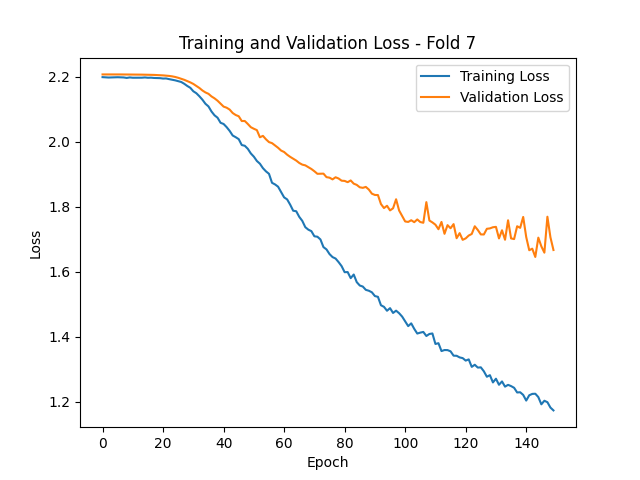 Training and Validation Loss - Fold 7
Training Loss
Validation Loss
Loss
2.2
2.0
1.8
1.6
1.4
1.2
0 20 40 60 80 100 120 140
Epoch